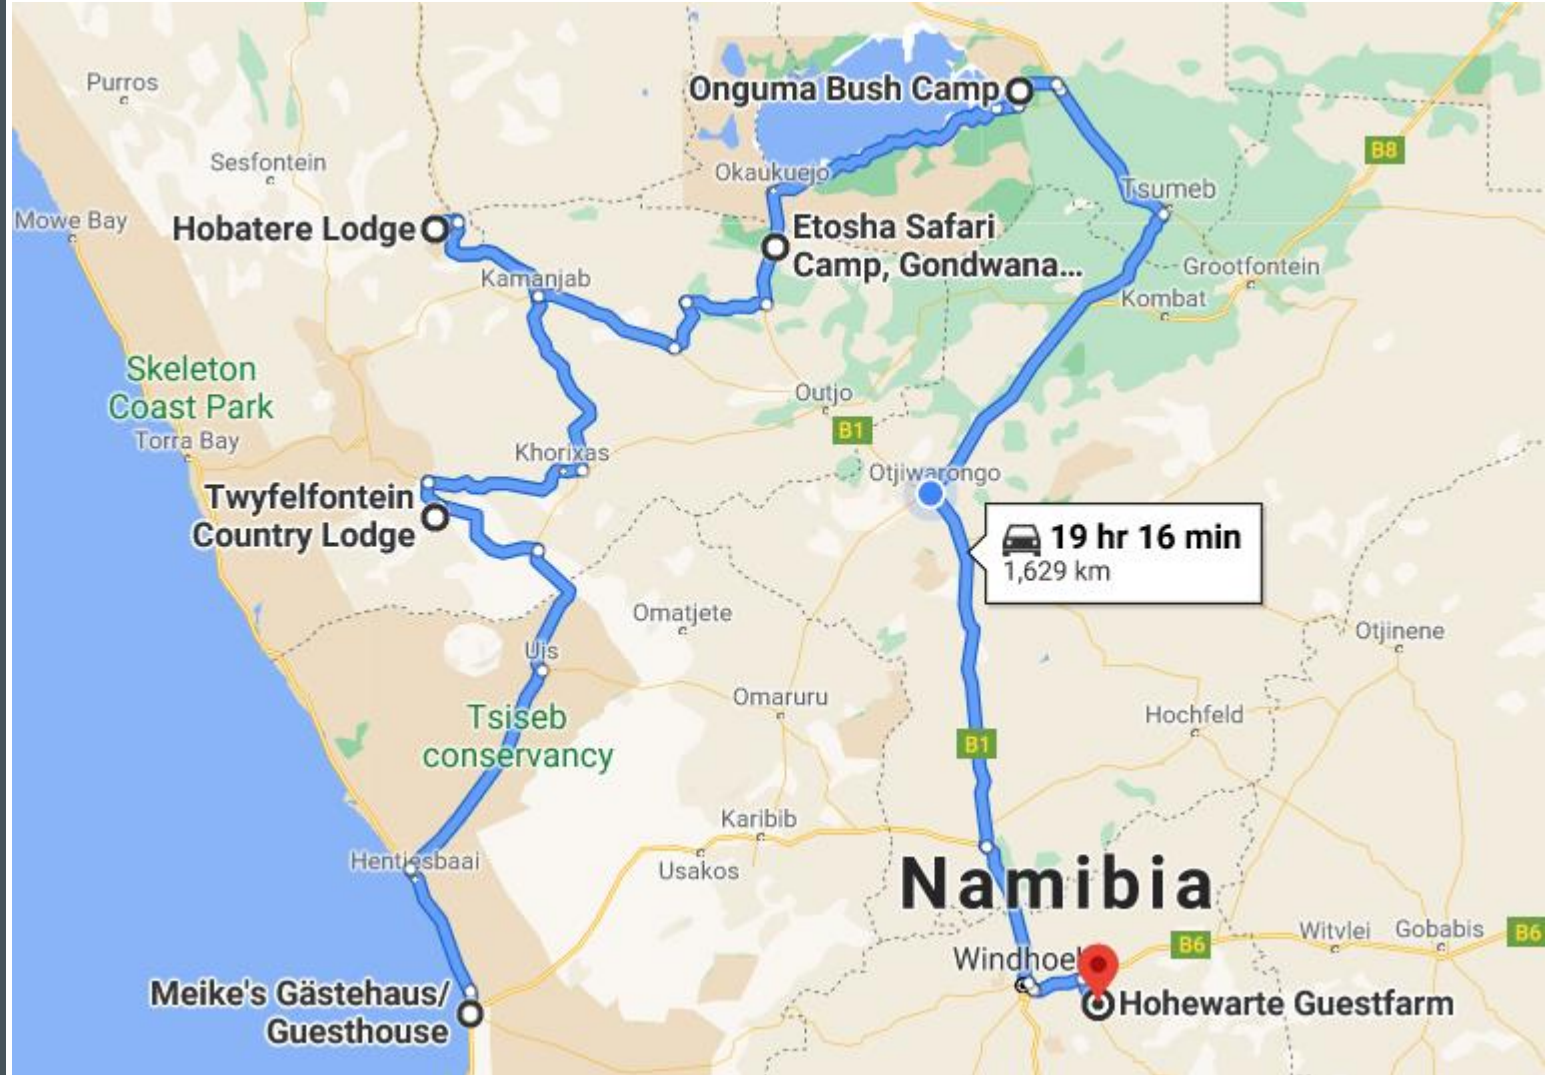 Purros
Onguma Bush Camp
B8
Sesfontein
Okaukuejo
Tsumeb
Mowe Bay
Hobatere Lodge
Etosha Safari
Camp, Gondwana...
Kamanjab
Grootfontein
Kombat
Skeleton
Coast Park
Outjo
Torra Bay
B1
Khorixas
Otjiwarongo
Twyfelfontein
Country Lodge
19 hr 16 min
1,629 km
Omatjete
Otjinene
Uis
Omaruru
Tsiseb
conservancy
Hochfeld
B1
Karibib
Hentiesbaai
Usakos
Namibia
Witvlei
Gobabis
B6
B6
Windhoek
Meike's Gästehaus/
Guesthouse
Hohewarte Guestfarm